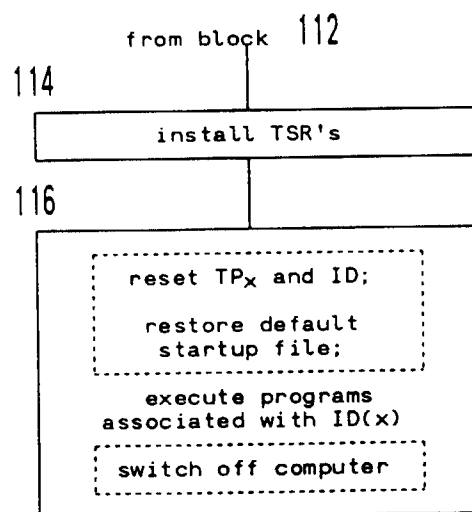 from block 112
114
install TSR's
116
reset TPx and ID;
restore default
startup file;
execute programs
associated with ID(x)
switch off computer